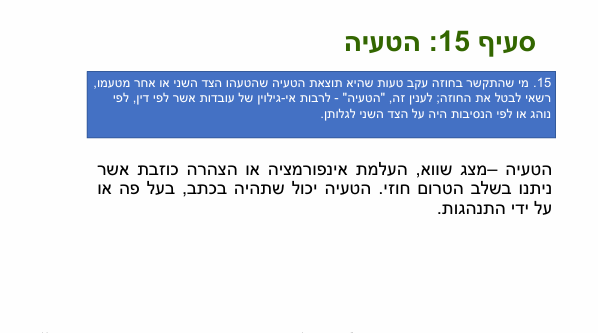 סעיף 15: הטעיה
15. מי שהתקשר בחוזה עקב טעות שהיא תוצאת הטעיה שהטעהו הצד השני או אחר מטעמו,
רשאי לבטל את החוזה; לענין זה, "הטעיה" - לרבות אי-גילוין של עובדות אשר לפי דין, לפי
נוהג או לפי הנסיבות היה על הצד השני לגלותן.
הטעיה –מצג שווא, העלמת אינפורמציה או הצהרה כוזבת אשר
ניתנו בשלב הטרום חוזי. הטעיה יכול שתהיה בכתב, בעל פה או
על ידי התנהגות.